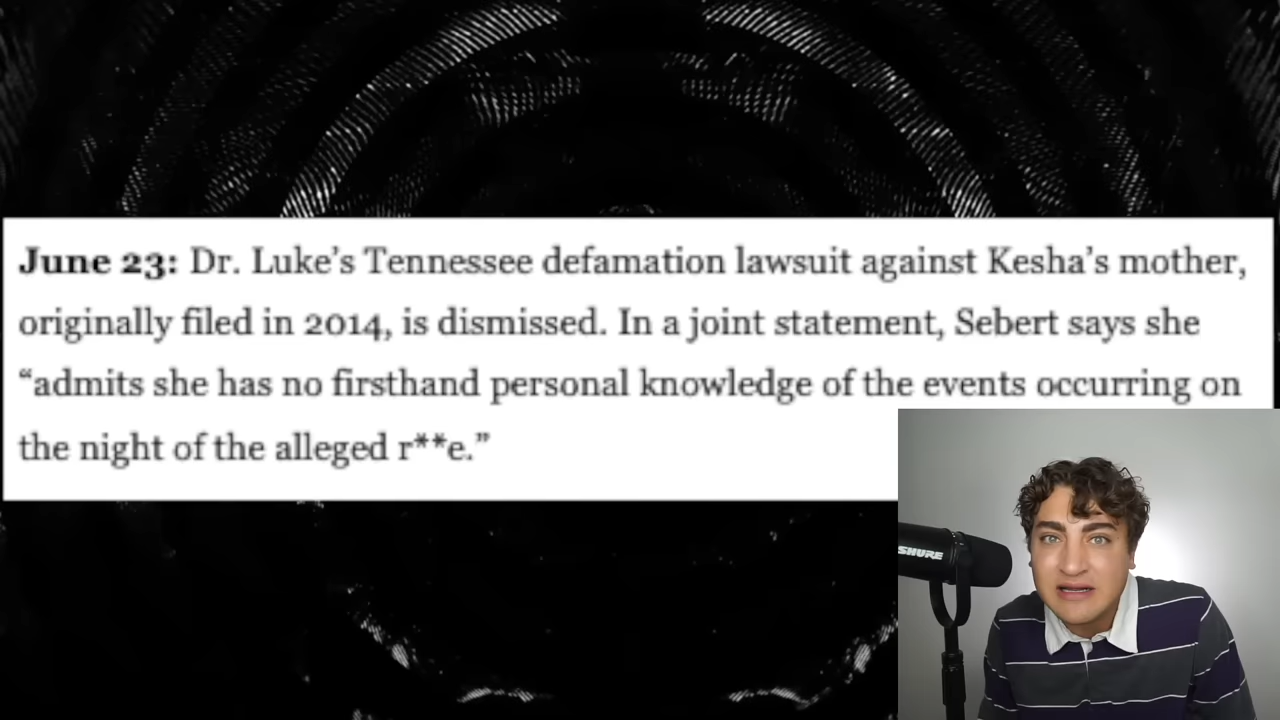 June 23: Dr. Luke’s Tennessee defamation lawsuit against Kesha’s mother,
originally filed in 2014, is dismissed. In a joint statement, Sebert says she
“admits she has no firsthand personal knowledge of the events occurring on
the night of the alleged r**e.”
SHURE